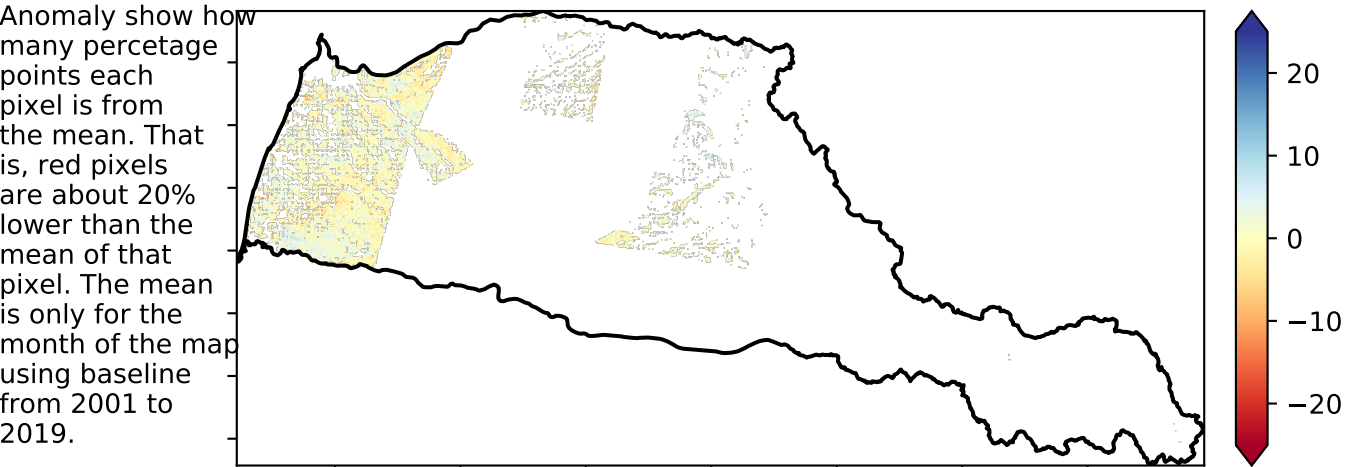 Anomaly show how
many percetage
points each
pixel is from
the mean. That
is, red pixels
are about 20%
lower than the
mean of that
pixel. The mean
is only for the
month of the map
using baseline
from 2001 to
2019.
20
10
0
−10
−20